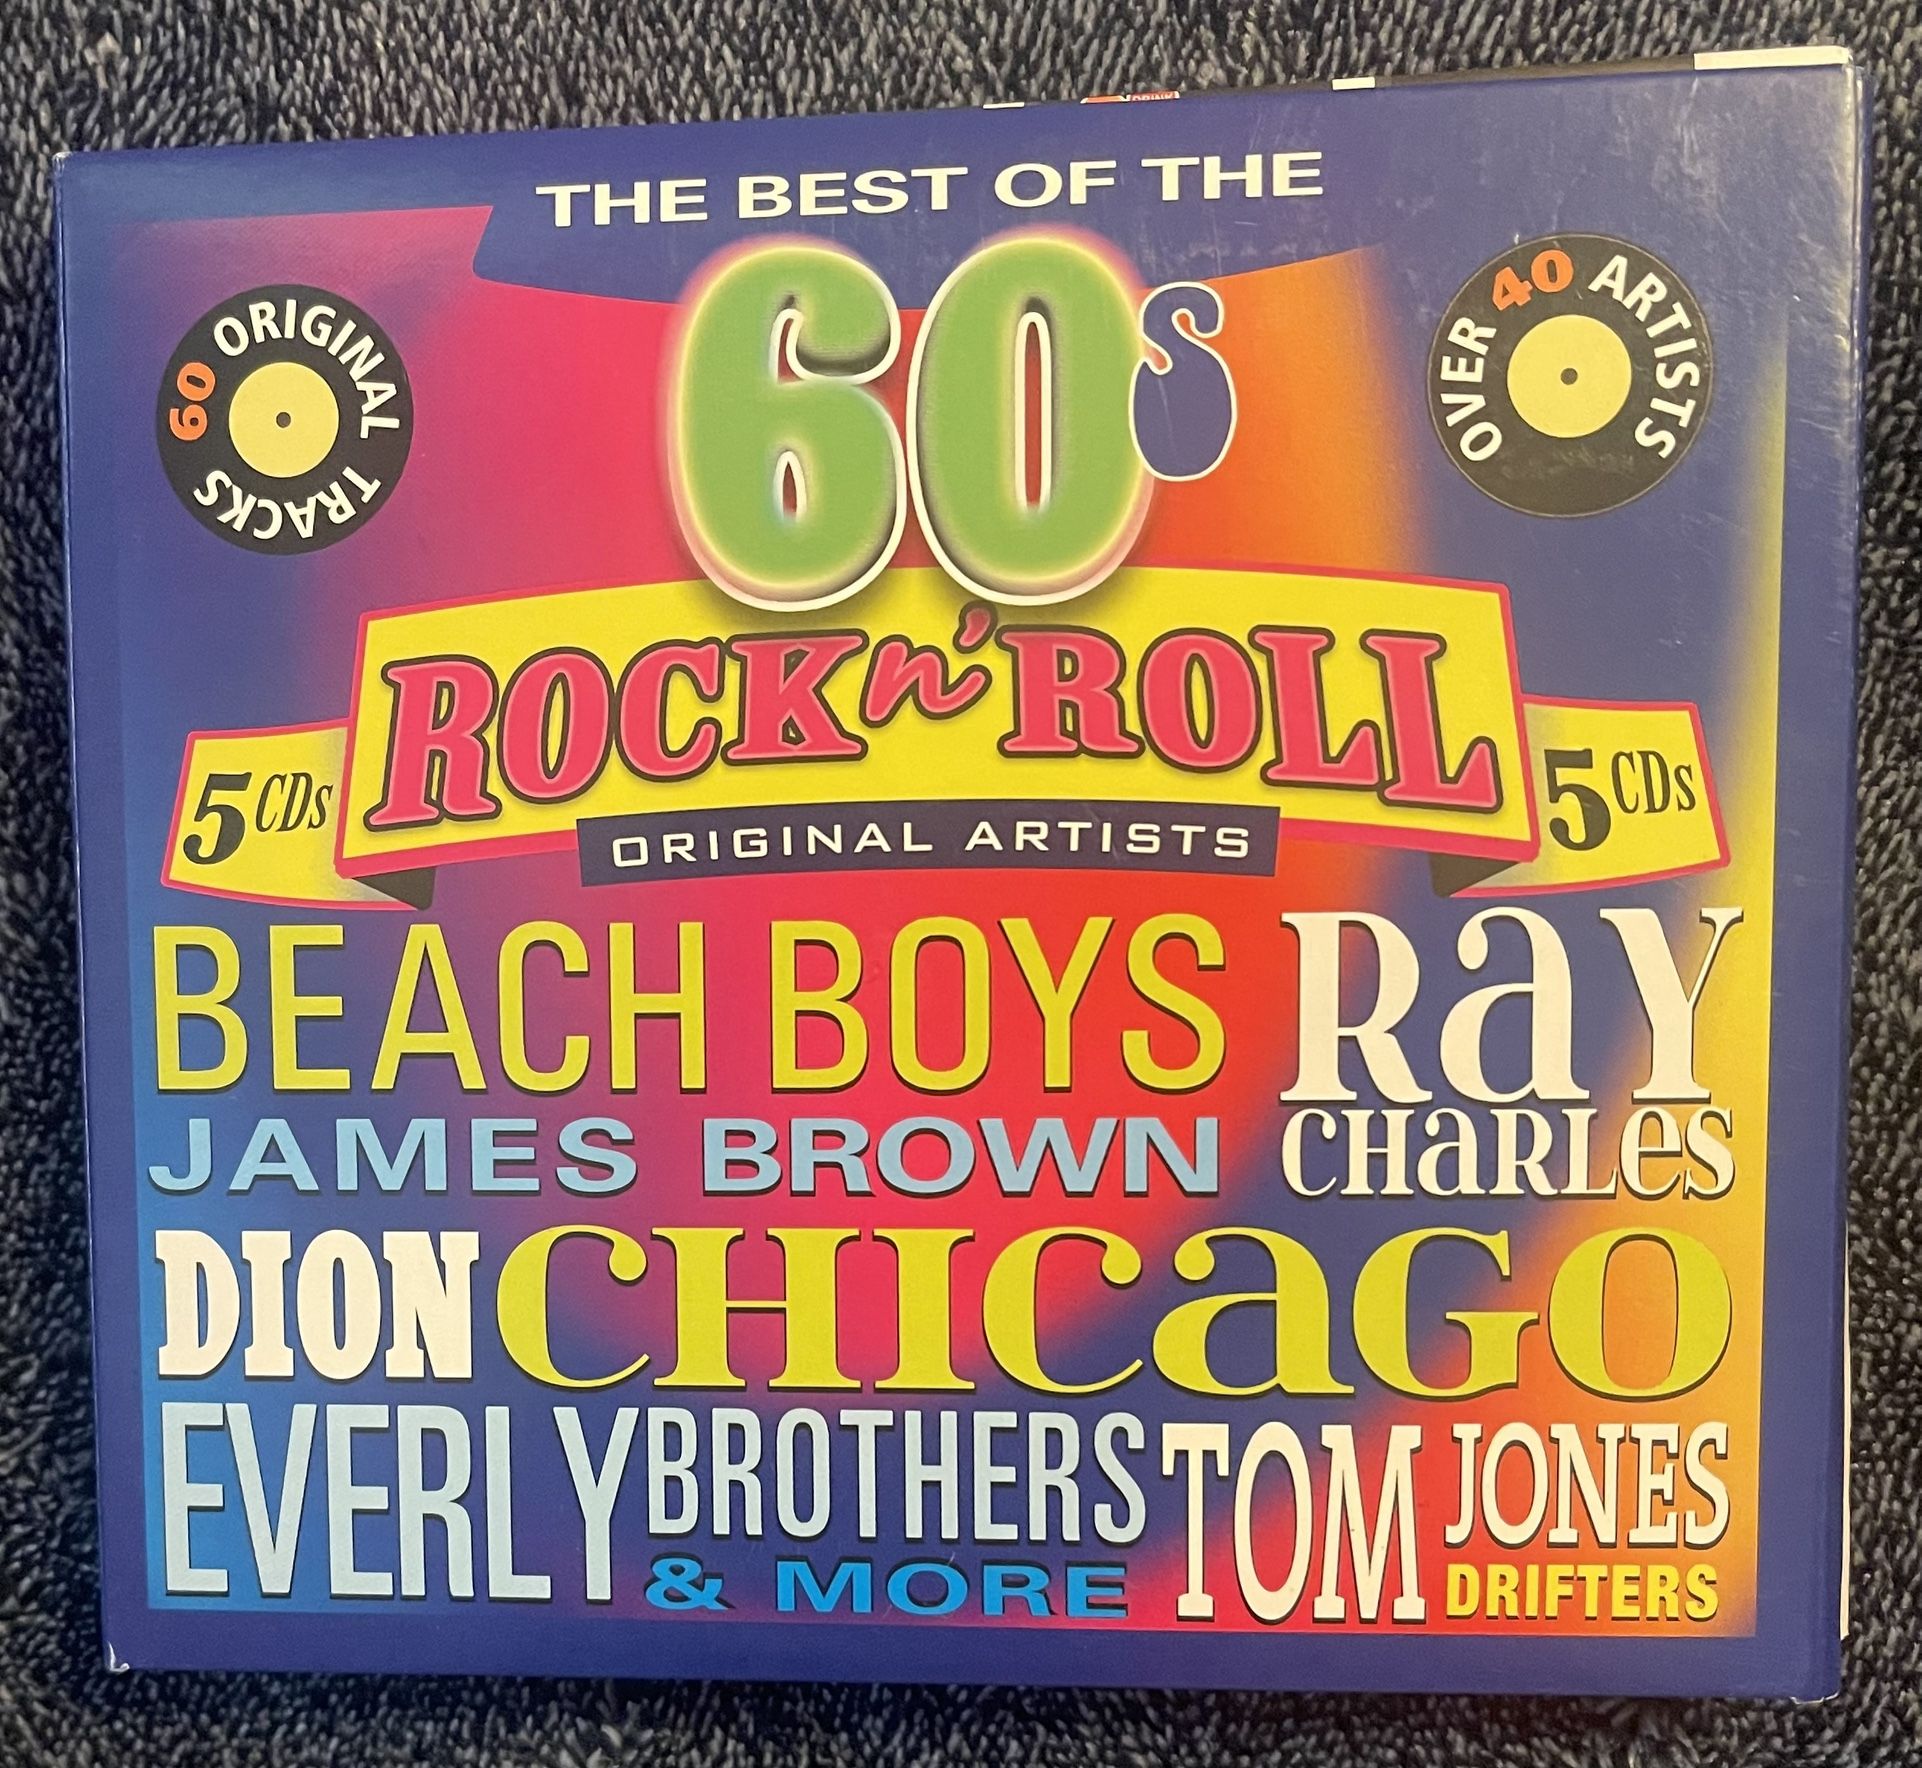 DRINK
THE BEST OF THE
60s
60 ORIGINAL TRACKS
OVER 40 ARTISTS
ROCK n' ROLL
5 CDs
5 CDs
ORIGINAL ARTISTS
BEACH BOYS
RaY CHaRLes
JAMES BROWN
DION
CHICaGO
EVERLY BROTHERS
TOM JONES
& MORE
DRIFTERS